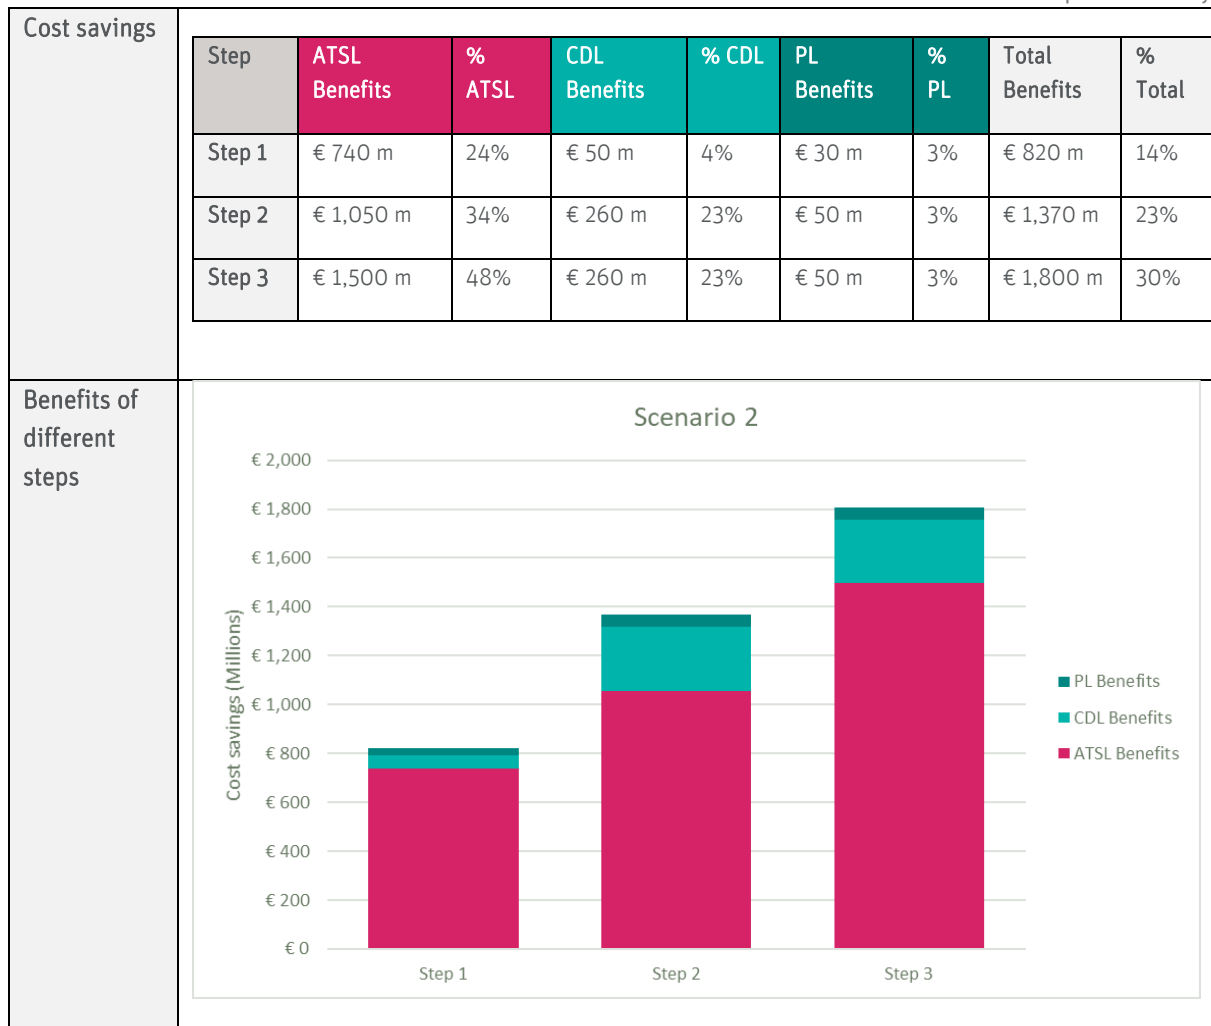 Cost savings
Step ATSL Benefits % ATSL CDL Benefits % CDL PL Benefits % PL Total Benefits % Total
Step 1 € 740 m 24% € 50 m 4% € 30 m 3% € 820 m 14%
Step 2 € 1,050 m 34% € 260 m 23% € 50 m 3% € 1,370 m 23%
Step 3 € 1,500 m 48% € 260 m 23% € 50 m 3% € 1,800 m 30%
Benefits of
different
steps
Scenario 2
€ 2,000
€ 1,800
€ 1,600
€ 1,400
€ 1,200
€ 1,000
€ 800
€ 600
€ 400
€ 200
€ 0
Cost savings (Millions)
Step 1 Step 2 Step 3
PL Benefits
CDL Benefits
ATSL Benefits